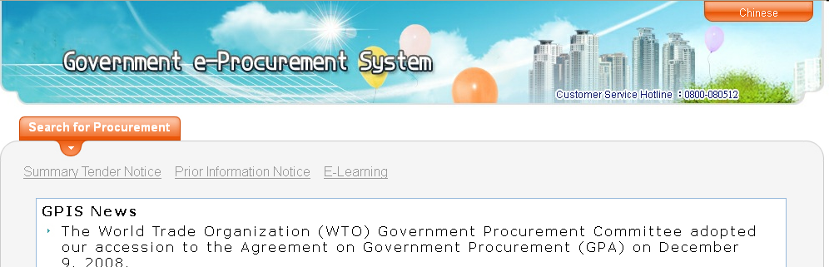 Chinese
Government e-Procurement System
Customer Service Hotline：0800-080512
Search for Procurement
Summary Tender Notice Prior Information Notice E-Learning
GPIS News
The World Trade Organization (WTO) Government Procurement Committee adopted
our accession to the Agreement on Government Procurement (GPA) on December
9, 2008.